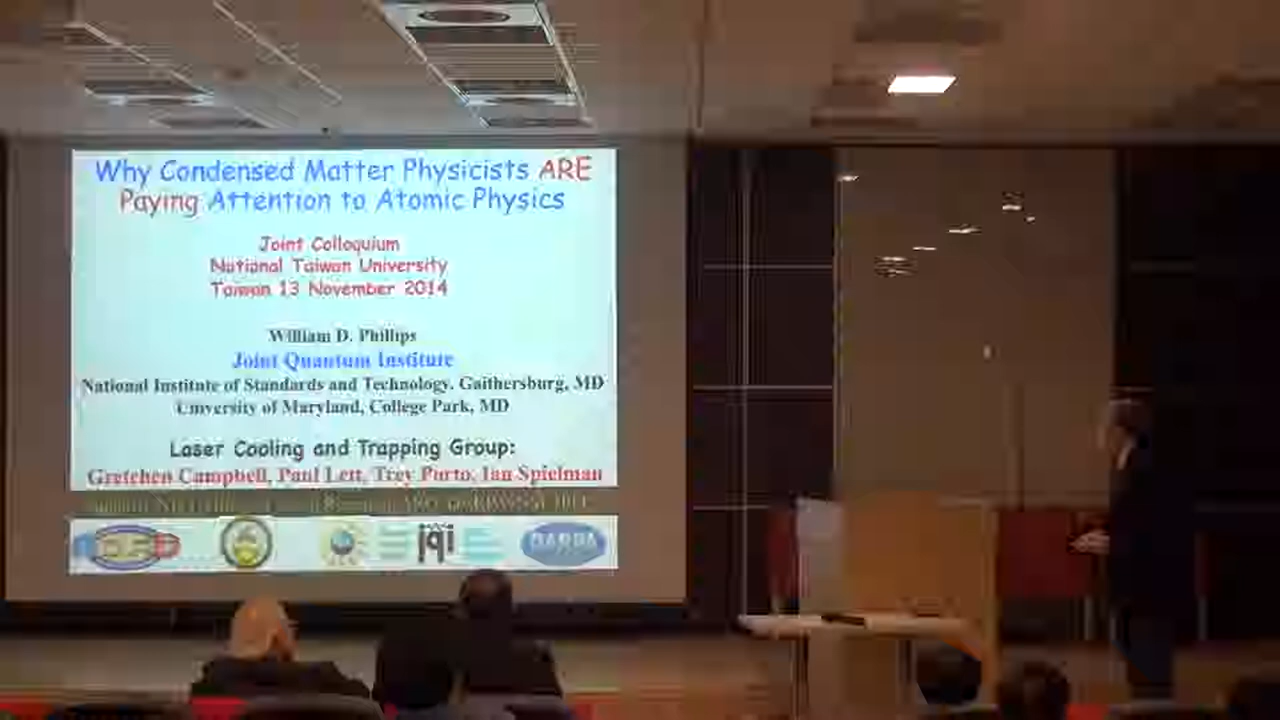 Why Condensed Matter Physicists ARE
Paying Attention to Atomic Physics
Joint Colloquium
National Taiwan University
Taiwan 13 November 2014
William D. Phillips
Joint Quantum Institute
National Institute of Standards and Technology, Gaithersburg, MD
University of Maryland, College Park, MD
Laser Cooling and Trapping Group:
Gretchen Campbell, Paul Lett, Trey Porto, Ian Spielman
jqi
DARPA